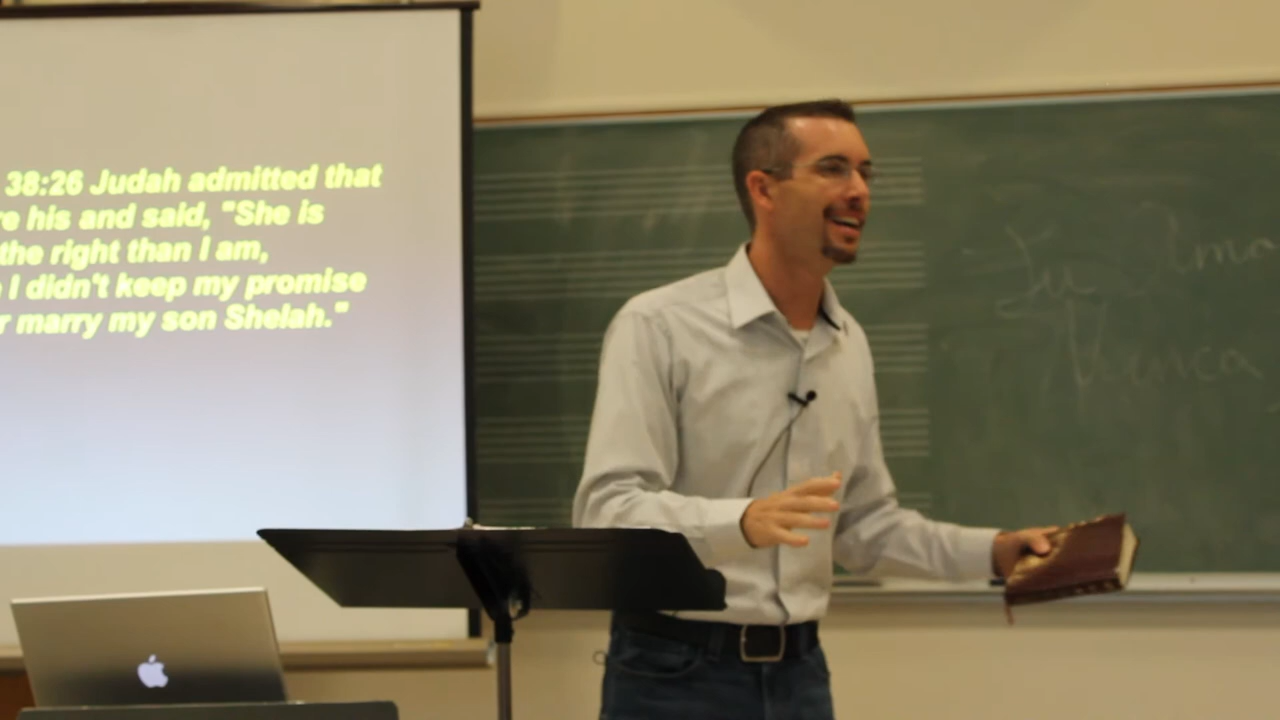 38:26 Judah admitted that
re his and said, "She is
the right than I am,
I didn't keep my promise
r marry my son Shelah."